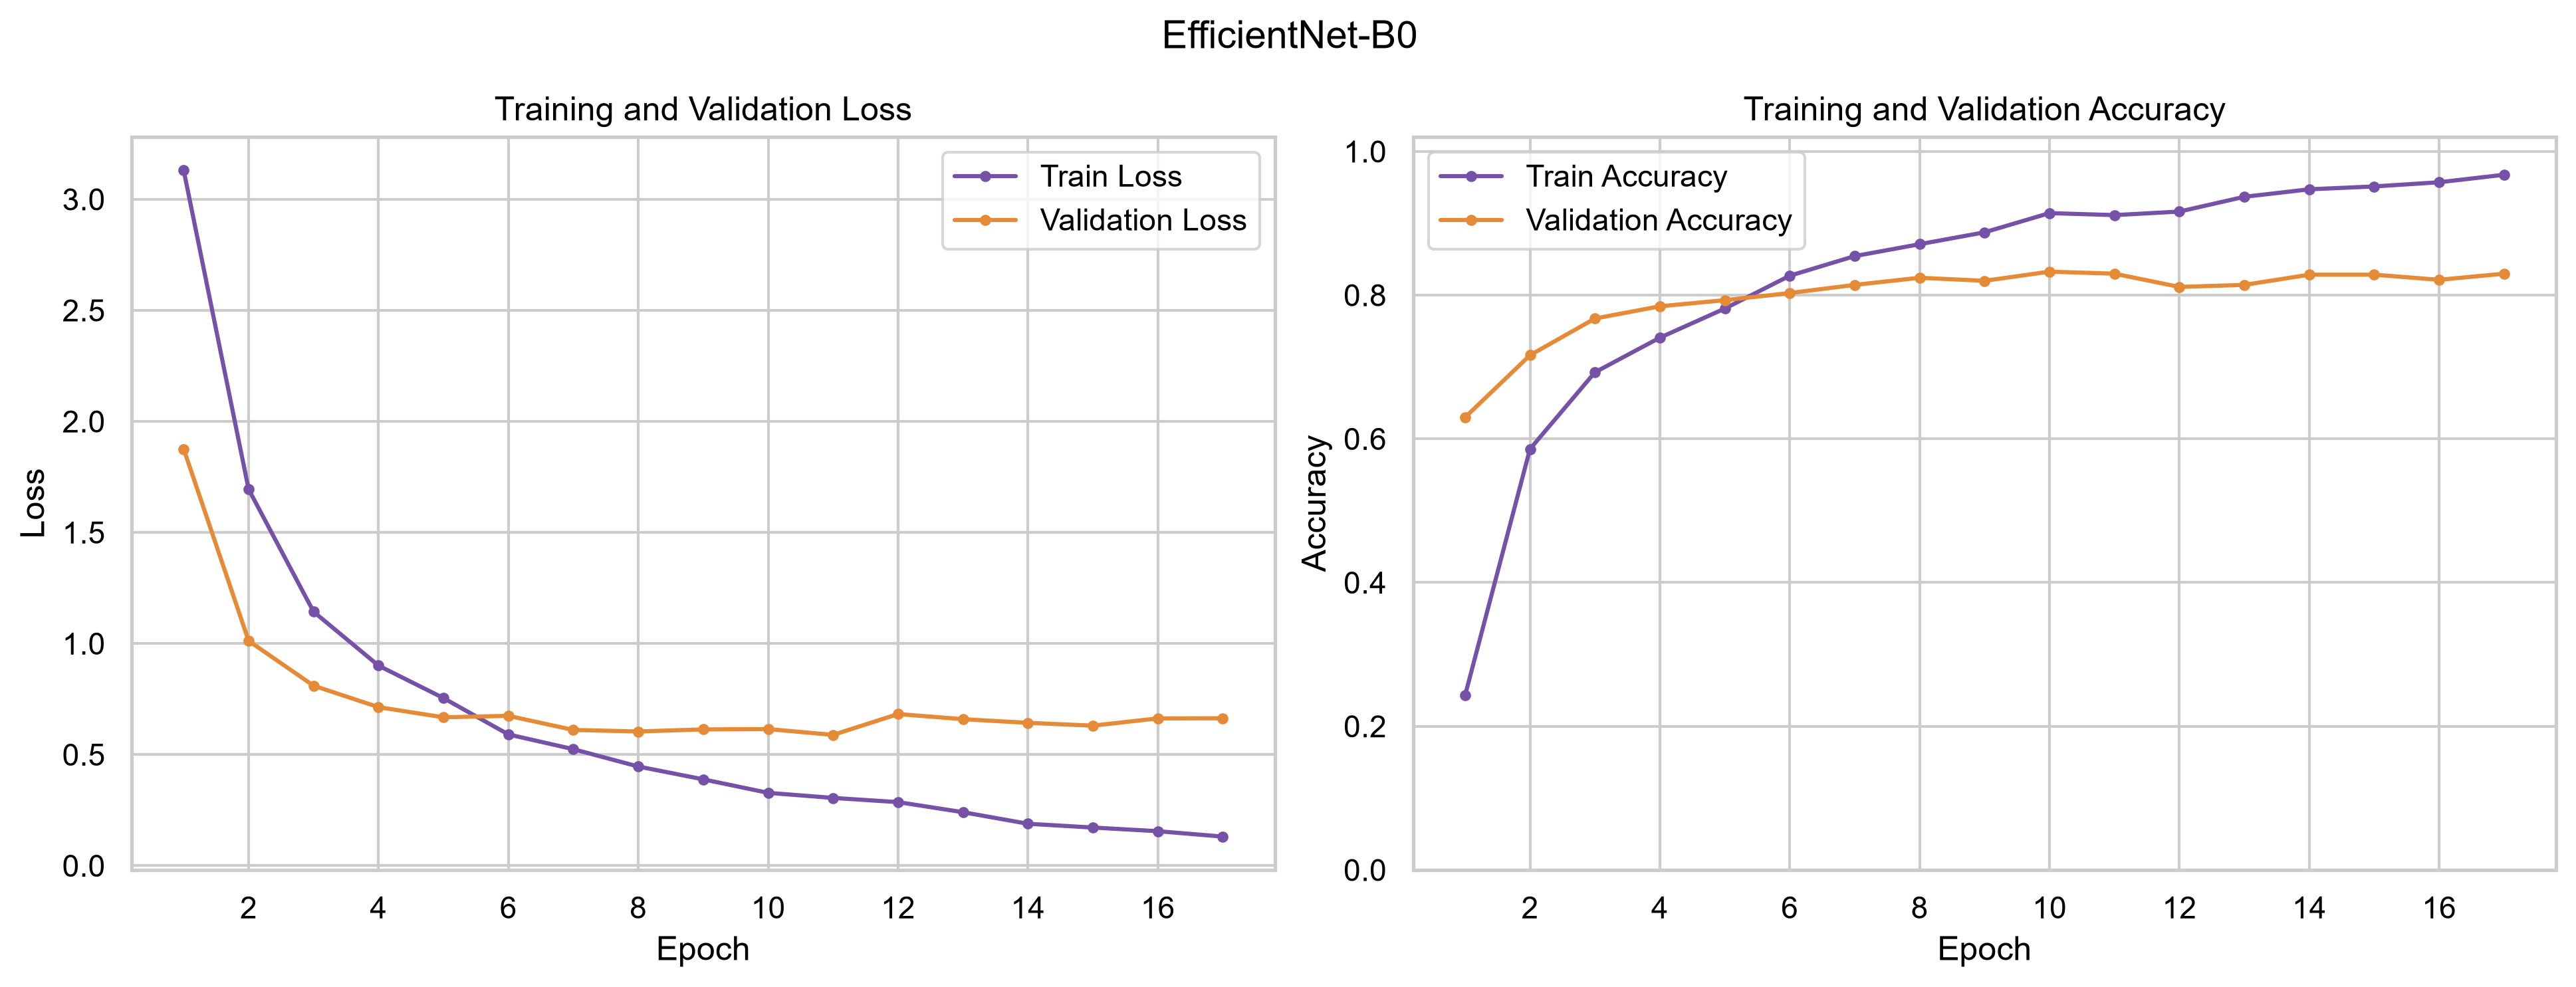 EfficientNet-B0
Training and Validation Loss
Train Loss
Validation Loss
3.0
2.5
2.0
1.5
1.0
0.5
0.0
Loss
2 4 6 8 10 12 14 16
Epoch
Training and Validation Accuracy
Train Accuracy
Validation Accuracy
1.0
0.8
0.6
0.4
0.2
0.0
Accuracy
2 4 6 8 10 12 14 16
Epoch